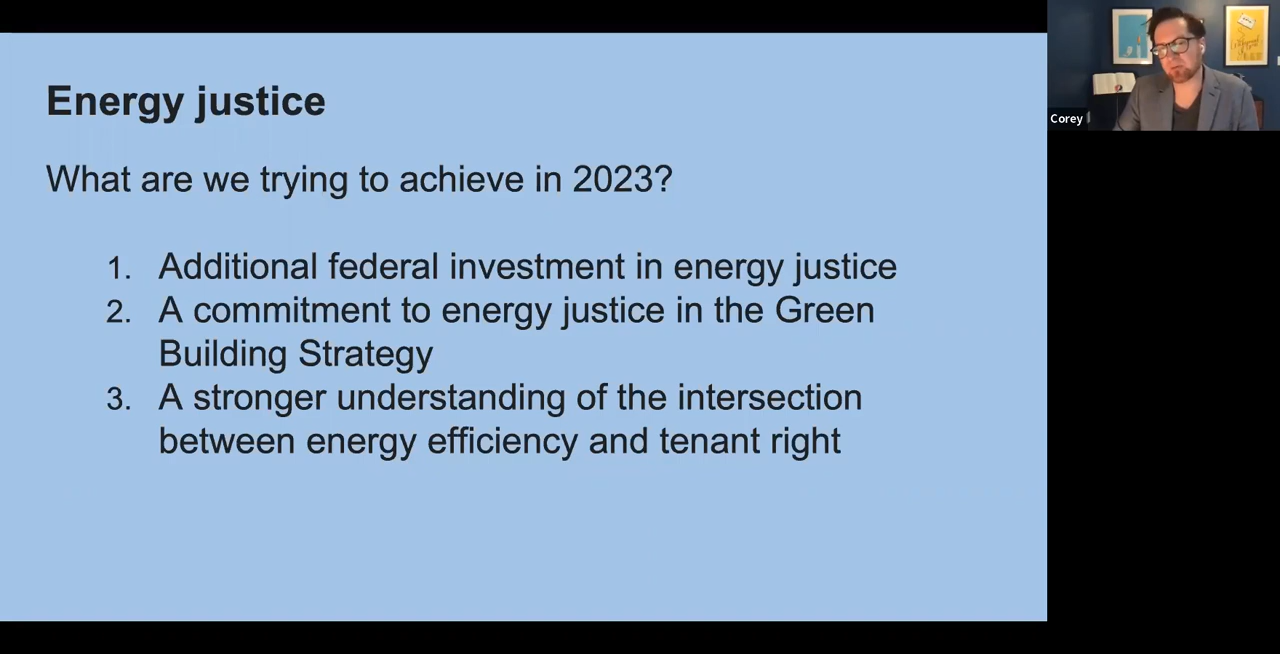 Energy justice
What are we trying to achieve in 2023?
1. Additional federal investment in energy justice
2. A commitment to energy justice in the Green
Building Strategy
3. A stronger understanding of the intersection
between energy efficiency and tenant right
Corey